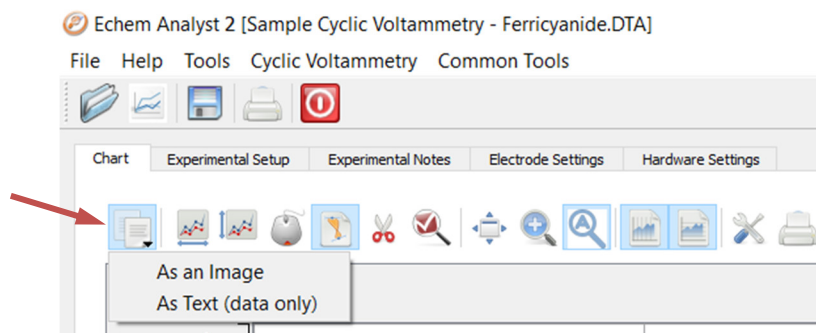 Echem Analyst 2 [Sample Cyclic Voltammetry - Ferricyanide.DTA]
File Help Tools Cyclic Voltammetry Common Tools
Chart Experimental Setup Experimental Notes Electrode Settings Hardware Settings
As an Image
As Text (data only)